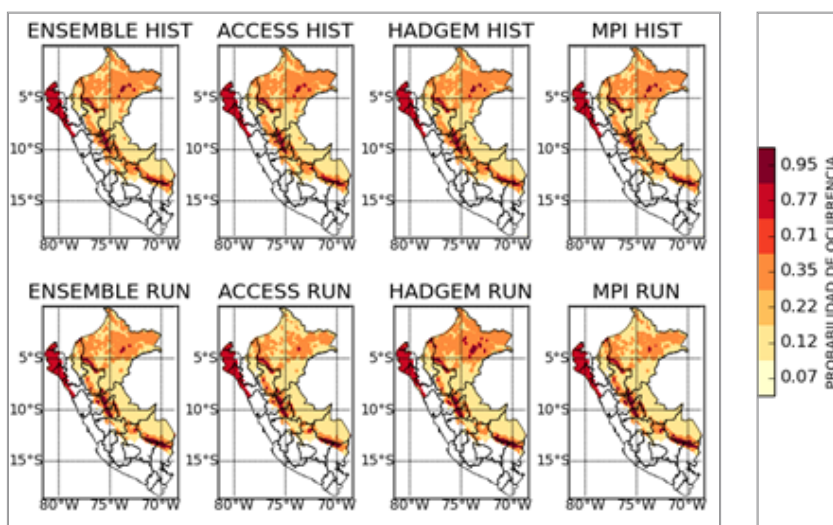 ENSEMBLE HIST ACCESS HIST HADGEM HIST MPI HIST
5°S
10°S
15°S
80°W 75°W 70°W 80°W 75°W 70°W 80°W 75°W 70°W 80°W 75°W 70°W
ENSEMBLE RUN ACCESS RUN HADGEM RUN MPI RUN
5°S
10°S
15°S
80°W 75°W 70°W 80°W 75°W 70°W 80°W 75°W 70°W 80°W 75°W 70°W
0.95
0.77
0.71
0.35
0.22
0.12
0.07
PROBABILIDAD DE OCURRENCIA